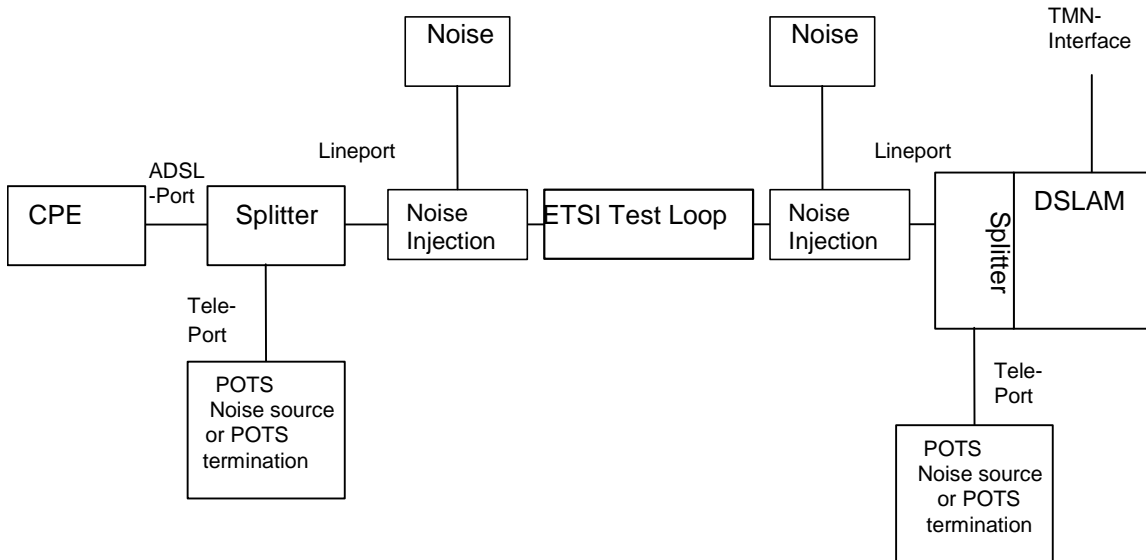 Noise
Noise
TMN-
Interface
Lineport
Lineport
ADSL
-Port
CPE
Splitter
Noise
Injection
ETSI Test Loop
Noise
Injection
Splitter
DSLAM
Tele-
Port
Tele-
Port
POTS
Noise source
or POTS
termination
POTS
Noise source
or POTS
termination